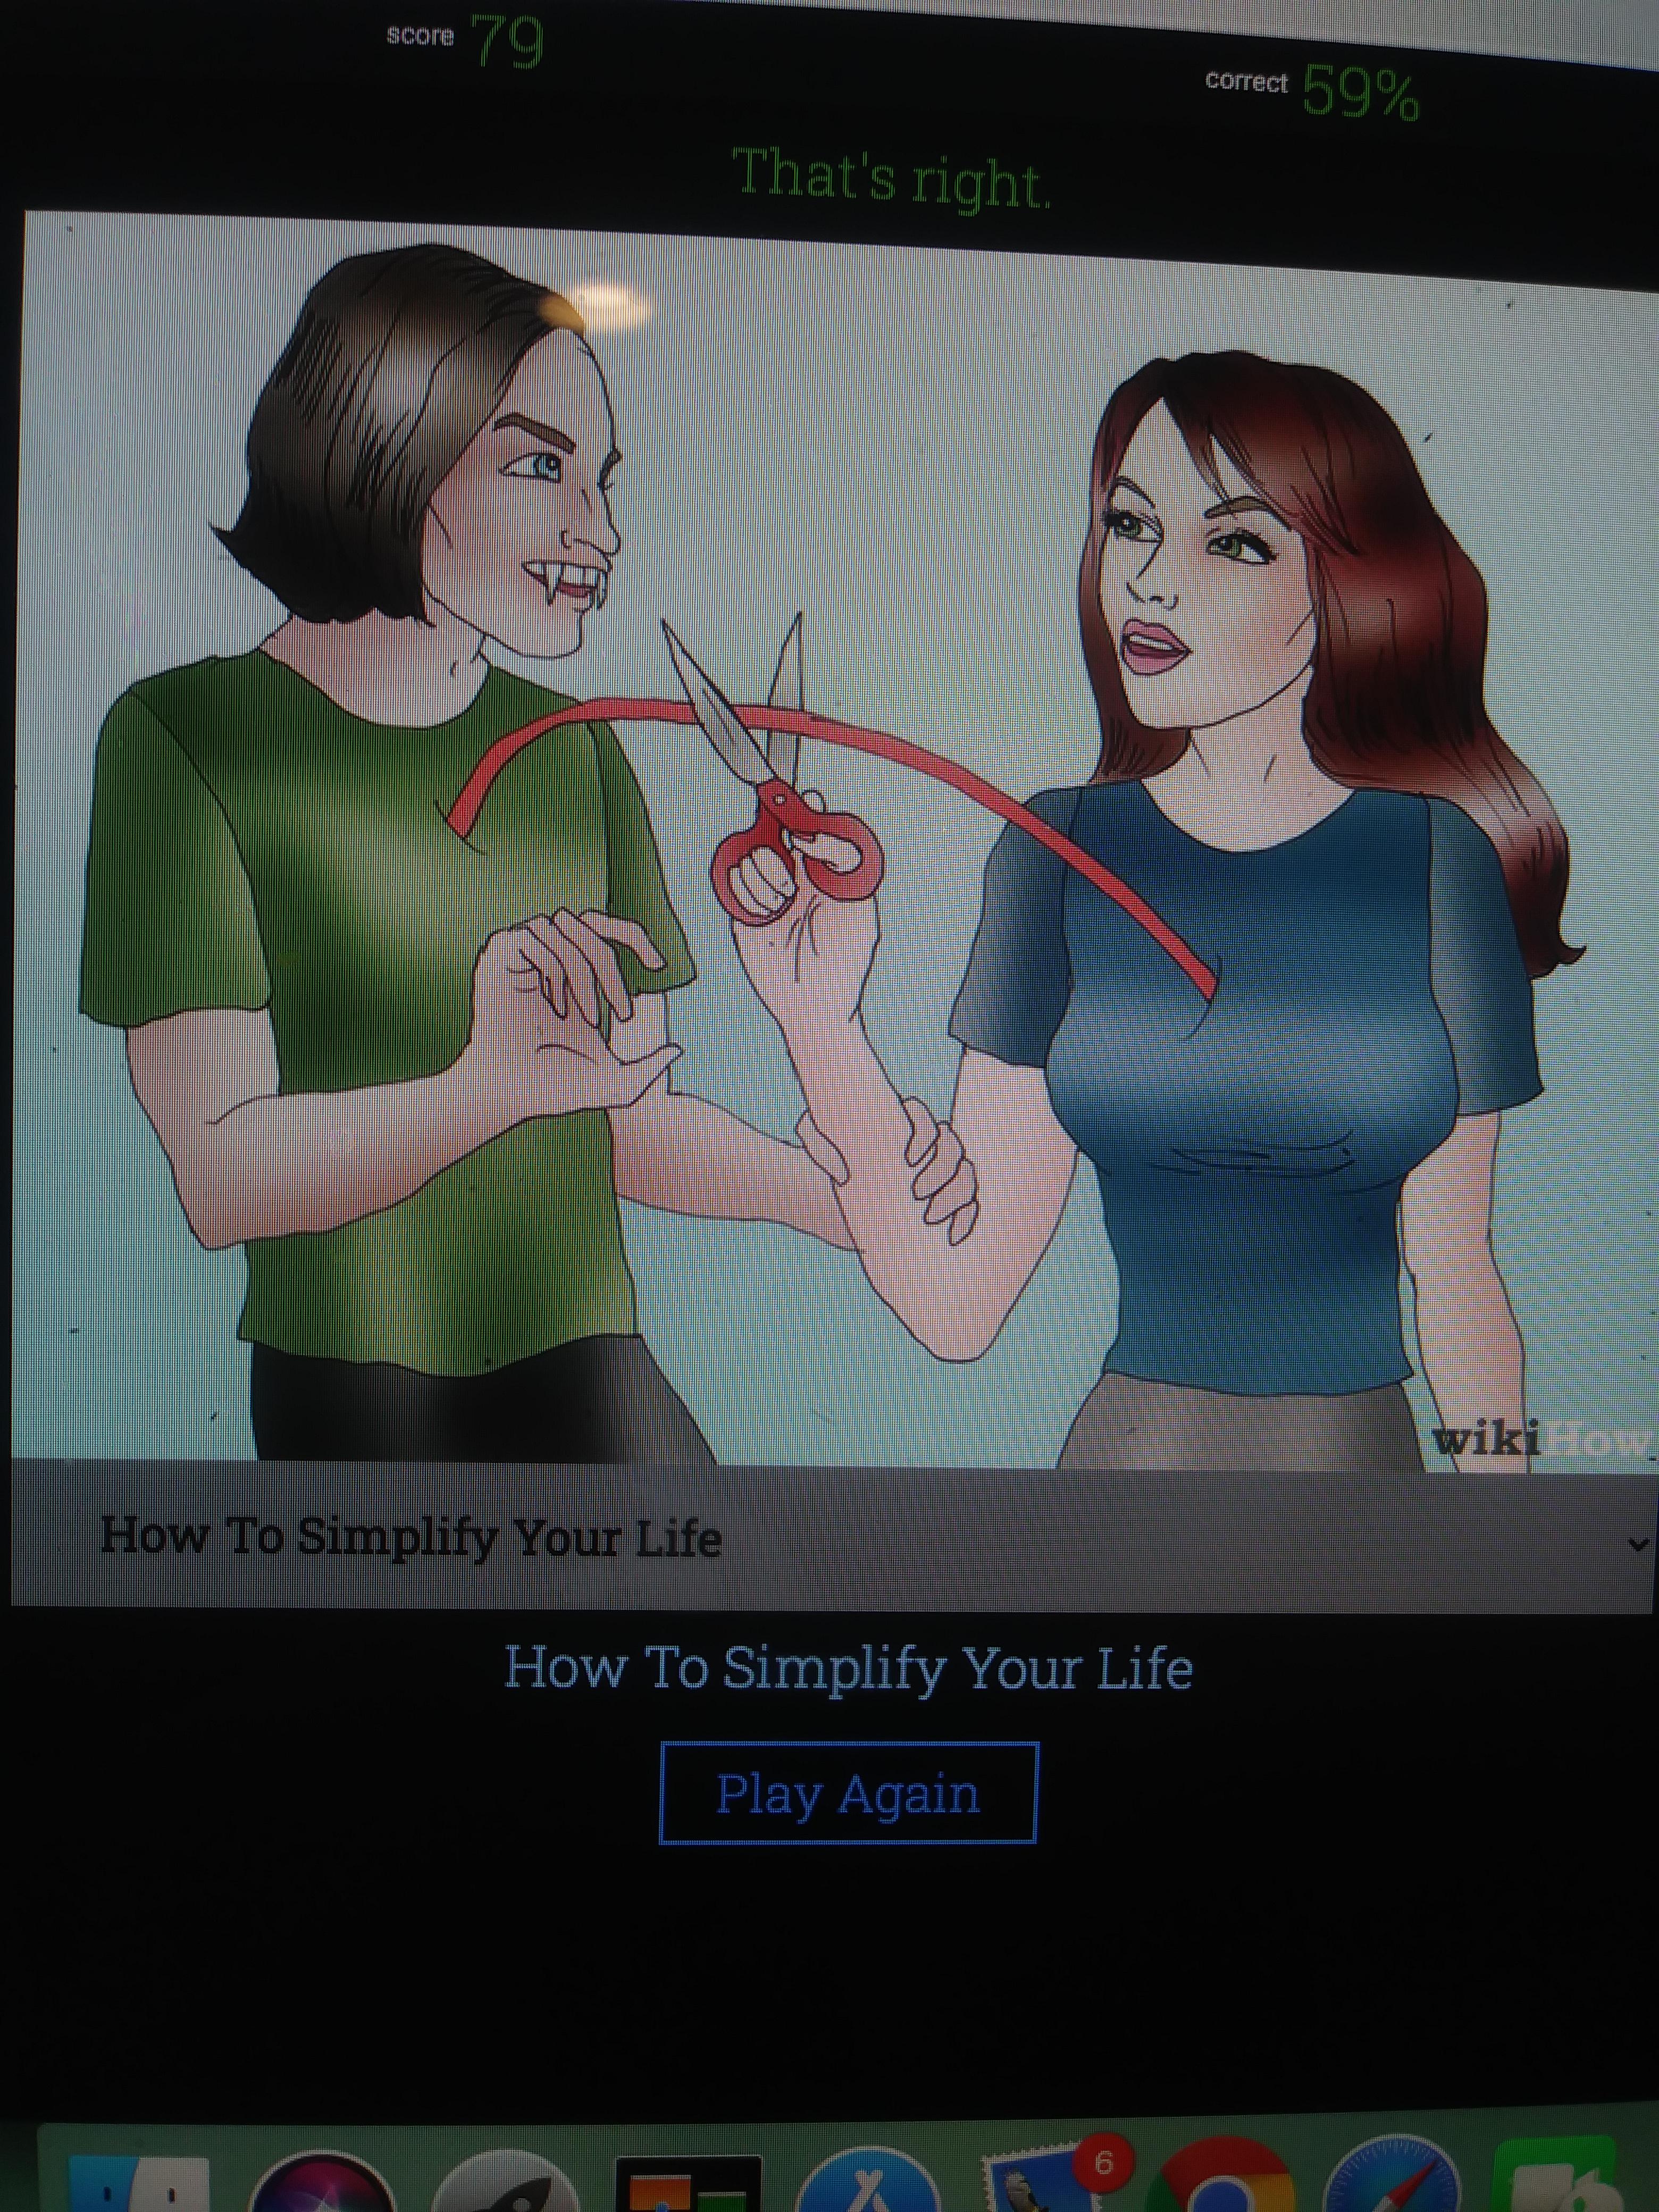 score 79
correct 59%
That's right.
wikiHow
How To Simplify Your Life
How To Simplify Your Life
Play Again
6